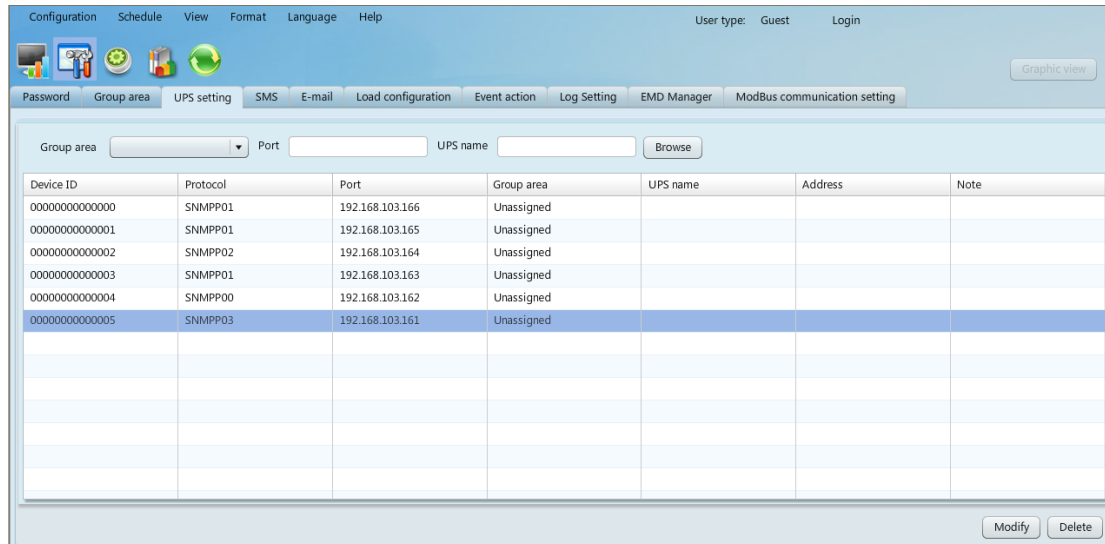 Configuration Schedule View Format Language Help User type: Guest Login
Graphic view
Password Group area UPS setting SMS E-mail Load configuration Event action Log Setting EMD Manager ModBus communication setting
Group area Port UPS name Browse
Device ID Protocol Port Group area UPS name Address Note
00000000000000 SNMPP01 192.168.103.166 Unassigned
00000000000001 SNMPP01 192.168.103.165 Unassigned
00000000000002 SNMPP02 192.168.103.164 Unassigned
00000000000003 SNMPP01 192.168.103.163 Unassigned
00000000000004 SNMPP00 192.168.103.162 Unassigned
00000000000005 SNMPP03 192.168.103.161 Unassigned
Modify Delete